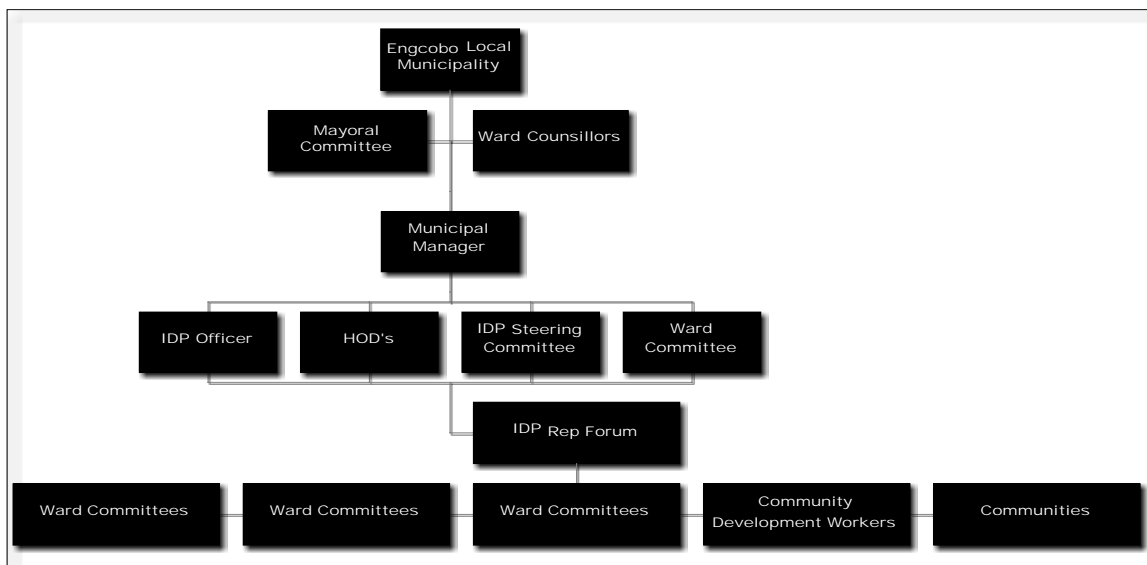 Engcobo Local
Municipality
Mayoral
Committee
Ward Counsillors
Municipal
Manager
IDP Officer
HOD's
IDP Steering
Committee
Ward
Committee
IDP Rep Forum
Ward Committees
Ward Committees
Ward Committees
Community
Development Workers
Communities